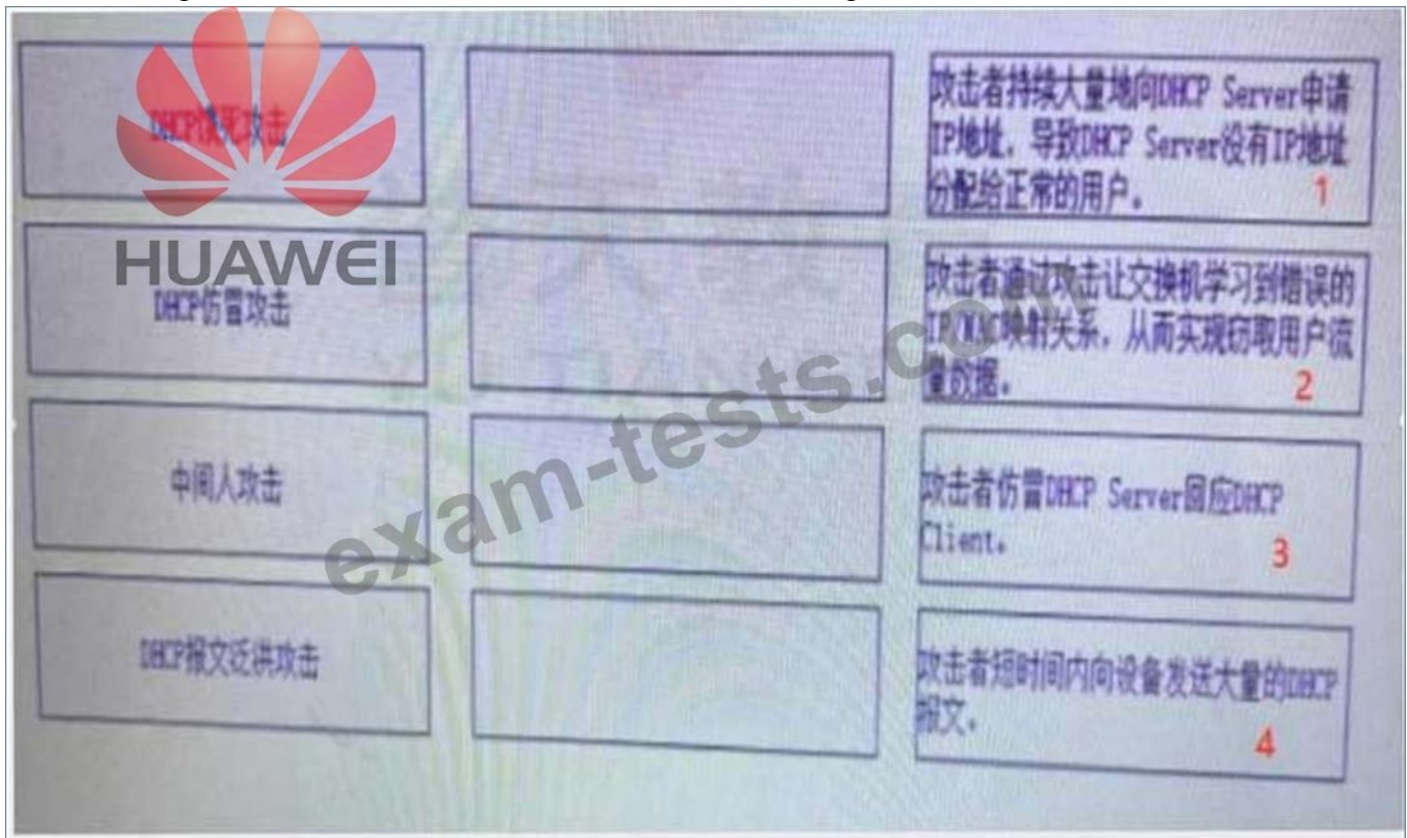 DHCP饿死攻击
攻击者持续大量地向DHCP Server申请
IP地址，导致DHCP Server没有IP地址
分配给正常的用户。
1
HUAWEI
DHCP仿冒攻击
攻击者通过攻击让交换机学习到错误的
IP/MAC映射关系，从而实现窃取用户流
量数据。
2
exam-tests.com
中间人攻击
攻击者仿冒DHCP Server回应DHCP
Client。
3
DHCP报文泛洪攻击
攻击者短时间内向设备发送大量的DHCP
报文。
4